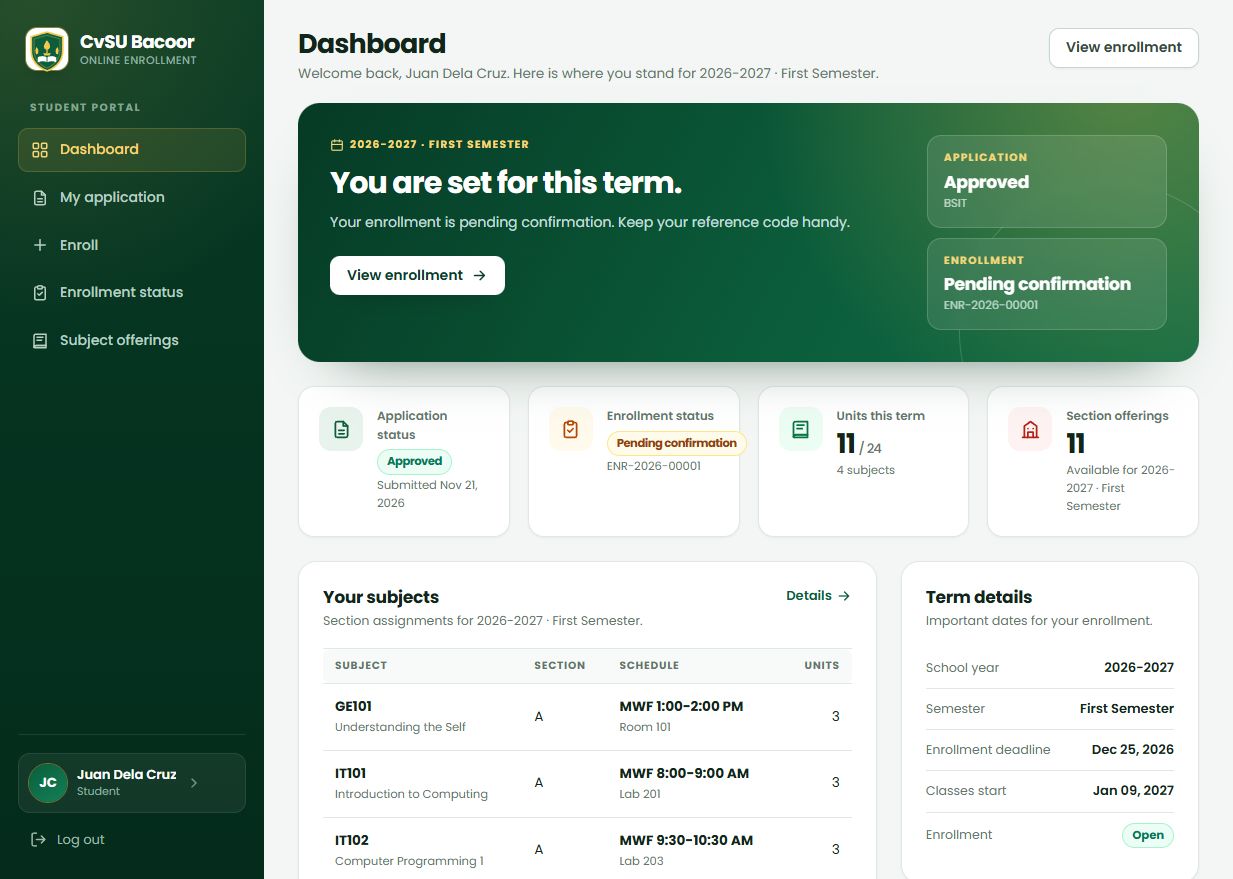 CvSU Bacoor
ONLINE ENROLLMENT
STUDENT PORTAL
Dashboard
My application
Enroll
Enrollment status
Subject offerings
JC
Juan Dela Cruz
Student
Log out
Dashboard
Welcome back, Juan Dela Cruz. Here is where you stand for 2026-2027 · First Semester.
View enrollment
2026-2027 · FIRST SEMESTER
You are set for this term.
Your enrollment is pending confirmation. Keep your reference code handy.
View enrollment
APPLICATION
Approved
BSIT
ENROLLMENT
Pending confirmation
ENR-2026-00001
Application
status
Approved
Submitted Nov 21,
2026
Enrollment status
Pending confirmation
ENR-2026-00001
Units this term
11 / 24
4 subjects
Section offerings
11
Available for 2026-
2027 · First
Semester
Your subjects
Section assignments for 2026-2027 · First Semester.
Details
SUBJECT SECTION SCHEDULE UNITS
GE101
Understanding the Self
A
MWF 1:00-2:00 PM
Room 101
3
IT101
Introduction to Computing
A
MWF 8:00-9:00 AM
Lab 201
3
IT102
Computer Programming 1
A
MWF 9:30-10:30 AM
Lab 203
3
Term details
Important dates for your enrollment.
School year 2026-2027
Semester First Semester
Enrollment deadline Dec 25, 2026
Classes start Jan 09, 2027
Enrollment Open